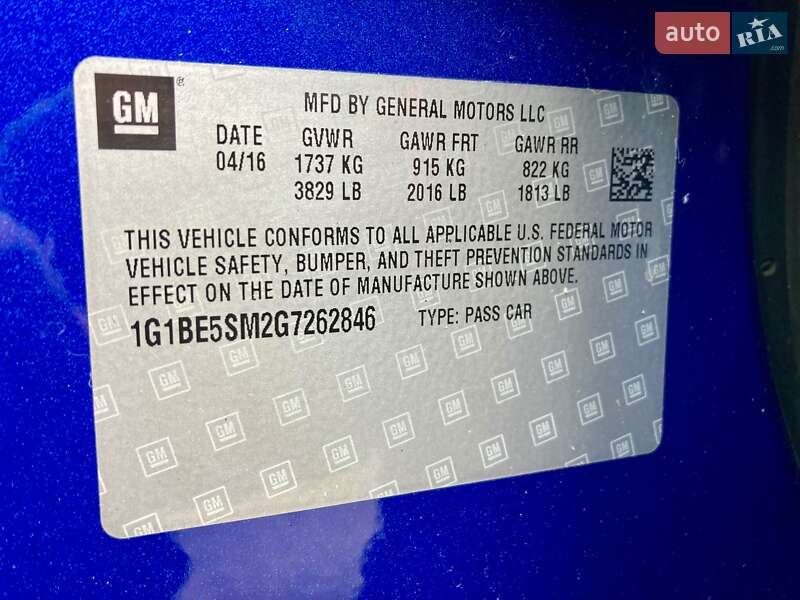 auto RIA
.com
GM®
MFD BY GENERAL MOTORS LLC
DATE GVWR GAWR FRT GAWR RR
04/16 1737 KG 915 KG 822 KG
3829 LB 2016 LB 1813 LB
THIS VEHICLE CONFORMS TO ALL APPLICABLE U.S. FEDERAL MOTOR
VEHICLE SAFETY, BUMPER, AND THEFT PREVENTION STANDARDS IN
EFFECT ON THE DATE OF MANUFACTURE SHOWN ABOVE.
1G1BE5SM2G7262846 TYPE: PASS CAR